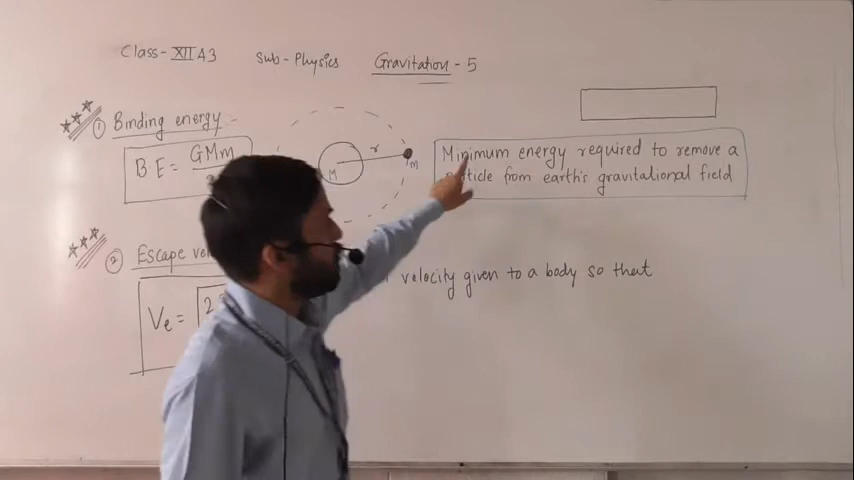 Class - XII A3 Sub - Physics Gravitation - 5
① Binding energy -
B.E = GMm
M r m
Minimum energy required to remove a
from earth's gravitational field
② Escape
Ve = 2
velocity given to a body so that